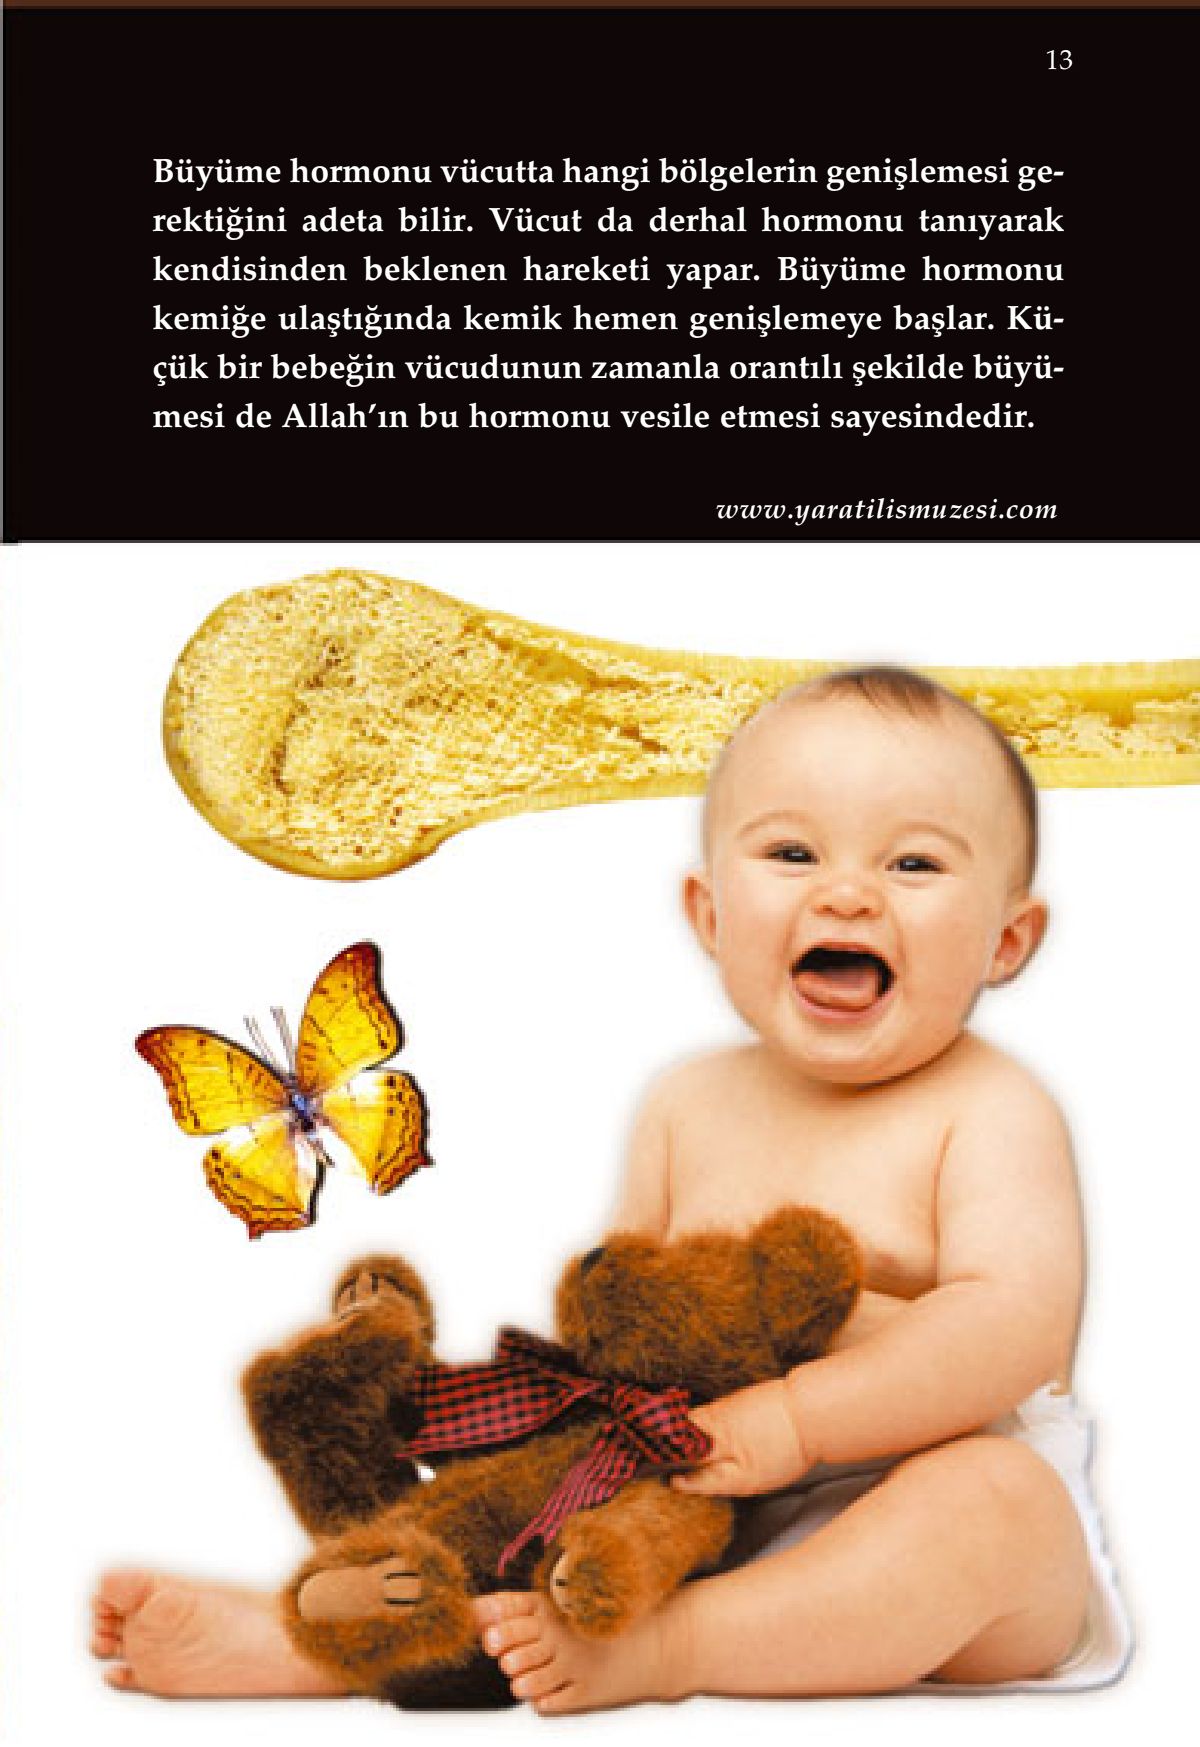 13
Büyüme hormonu vücutta hangi bölgelerin genişlemesi ge-
rektiğini adeta bilir. Vücut da derhal hormonu tanıyarak
kendisinden beklenen hareketi yapar. Büyüme hormonu
kemiğe ulaştığında kemik hemen genişlemeye başlar. Kü-
çük bir bebeğin vücudunun zamanla orantılı şekilde büyü-
mesi de Allah’ın bu hormonu vesile etmesi sayesindedir.
www.yaratilismuzesi.com